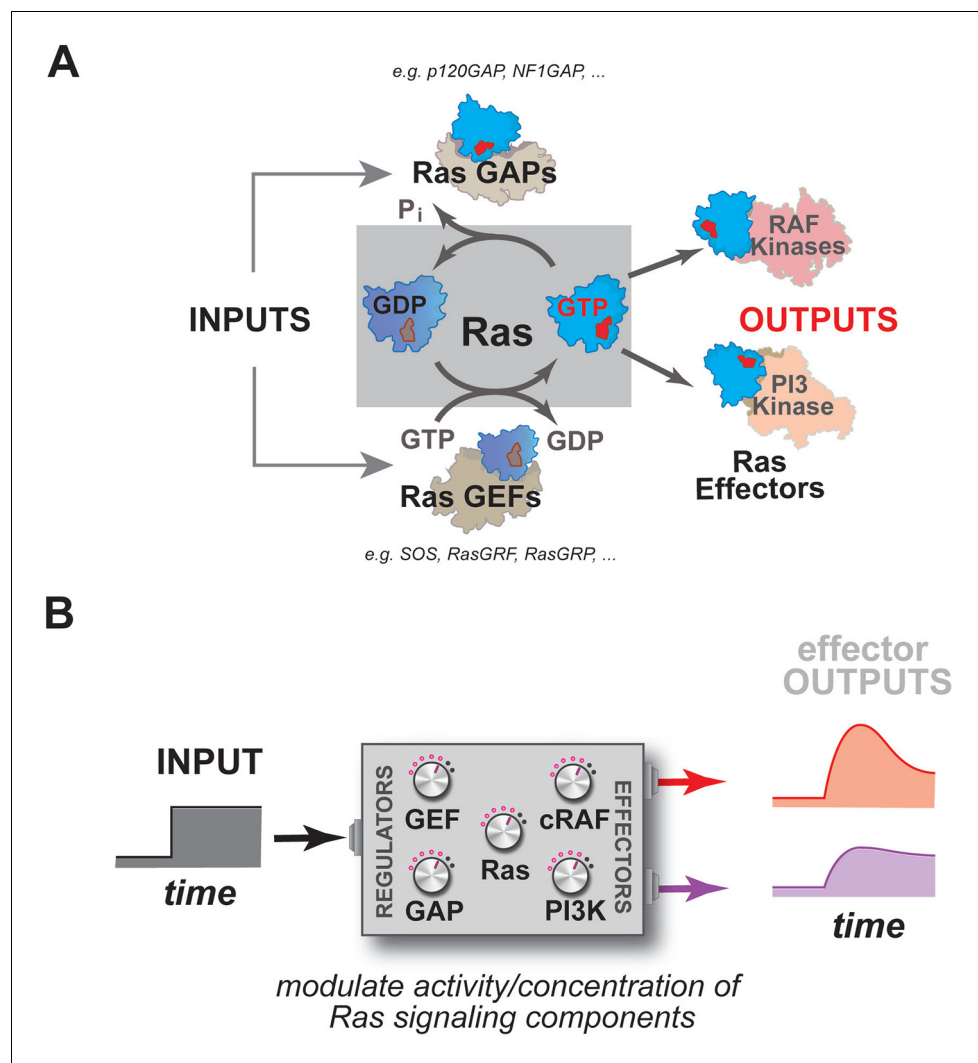 A
e.g. p120GAP, NF1GAP, ...
Ras GAPs
Pi
INPUTS
GDP
Ras
GTP
RAF
Kinases
OUTPUTS
PI3
Kinase
Ras
Effectors
GTP
GDP
Ras GEFs
e.g. SOS, RasGRF, RasGRP, ...
B
effector
OUTPUTS
INPUT
time
REGULATORS
GEF
GAP
Ras
cRAF
PI3K
EFFECTORS
time
modulate activity/concentration of
Ras signaling components